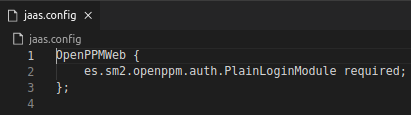 jaas.config
jaas.config
1 OpenPPMWeb {
2 es.sm2.openppm.auth.PlainLoginModule required;
3 };
4